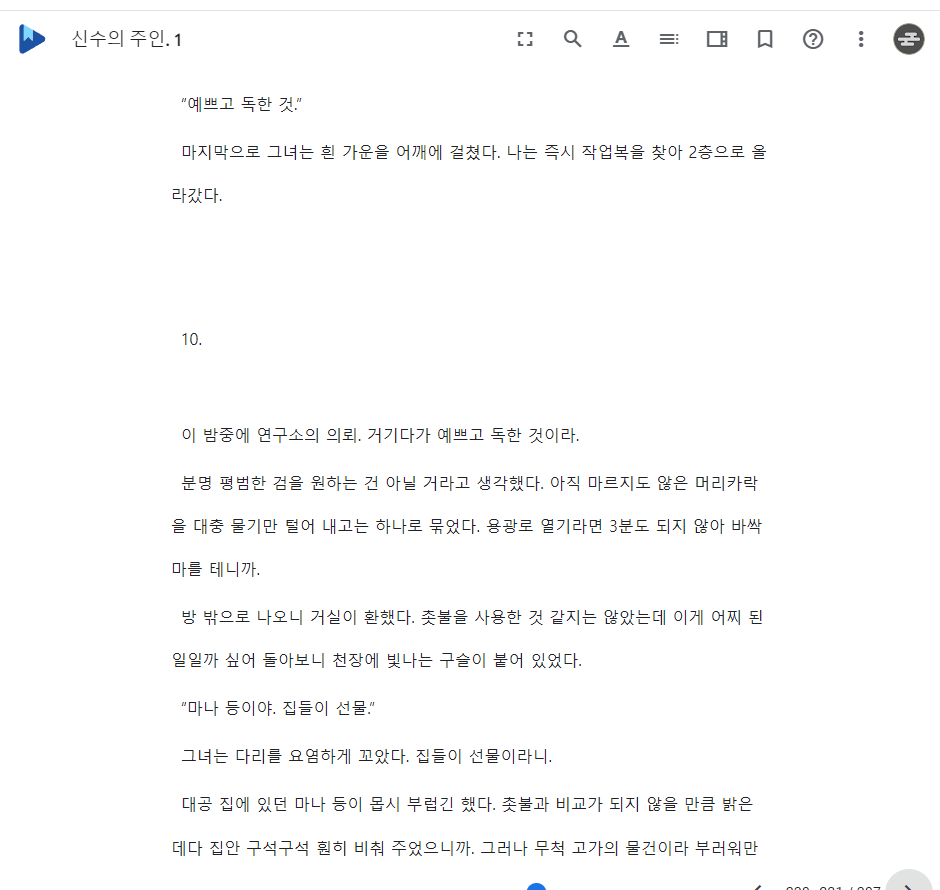 신수의 주인. 1
"예쁘고 독한 것."
마지막으로 그녀는 흰 가운을 어깨에 걸쳤다. 나는 즉시 작업복을 찾아 2층으로 올
라갔다.
10.
이 밤중에 연구소의 의뢰. 거기다가 예쁘고 독한 것이라.
분명 평범한 검을 원하는 건 아닐 거라고 생각했다. 아직 마르지도 않은 머리카락
을 대충 물기만 털어 내고는 하나로 묶었다. 용광로 열기라면 3분도 되지 않아 바싹
마를 테니까.
방 밖으로 나오니 거실이 환했다. 촛불을 사용한 것 같지는 않았는데 이게 어찌 된
일일까 싶어 돌아보니 천장에 빛나는 구슬이 붙어 있었다.
"마나 등이야. 집들이 선물."
그녀는 다리를 요염하게 꼬았다. 집들이 선물이라니.
대공 집에 있던 마나 등이 몹시 부럽긴 했다. 촛불과 비교가 되지 않을 만큼 밝은
데다 집안 구석구석 훤히 비춰 주었으니까. 그러나 무척 고가의 물건이라 부러워만